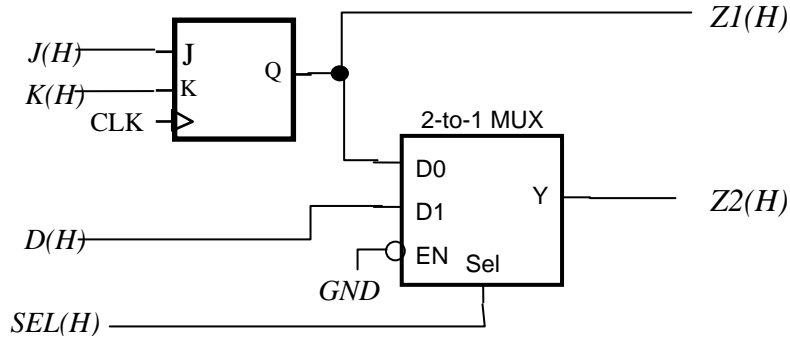 Z1(H)
J(H)
J
Q
K(H)
K
CLK
2-to-1 MUX
D0
Y
Z2(H)
D1
D(H)
EN
Sel
GND
SEL(H)